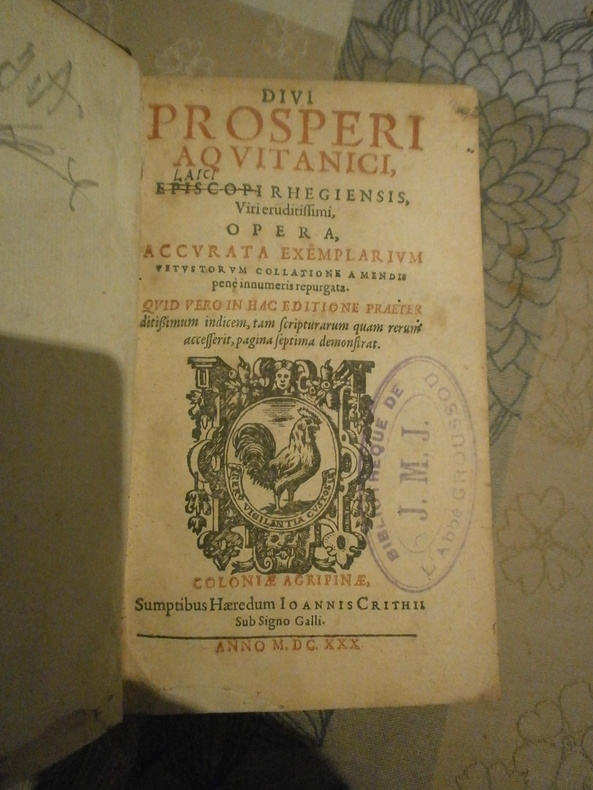 DIVI
PROSPERI
AQVITANICI,
LAICI
EPISCOPI RHEGIENSIS,
Viri eruditissimi,
OPERA,
ACCVRATA EXEMPLARIVM
VETVSTORVM COLLATIONE A MENDIS
penè innumeris repurgata.
QVID VERO IN HAC EDITIONE PRAETER
ditissimum indicem, tam scripturarum quam rerum
accesserit, pagina septima demonstrat.
VIGILANTIA CVSTOS
BIBLIOTHEQUE DE
J. M. J.
L'Abbé GROUSSOU
COLONIÆ AGRIPINÆ,
Sumptibus Hæredum IOANNIS CRITHII
Sub Signo Galli.
ANNO M. DC. XXX